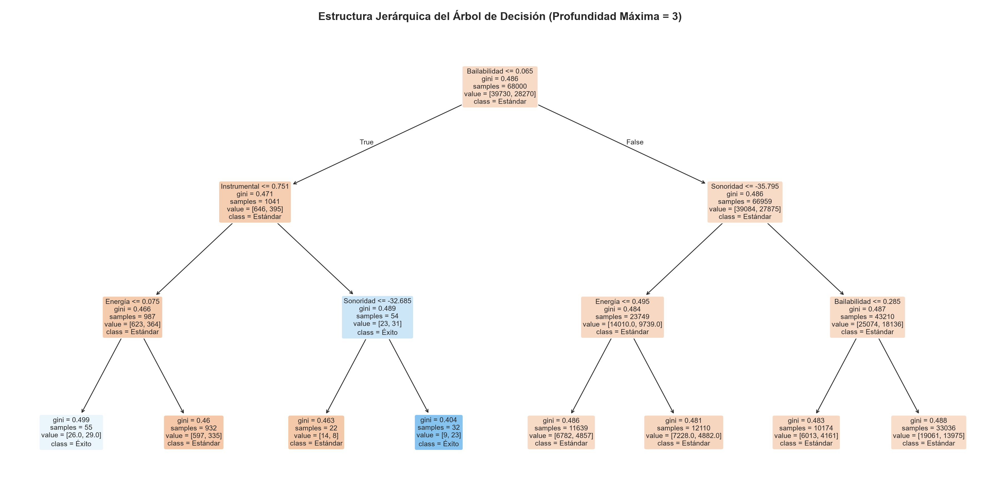 Estructura Jerárquica del Árbol de Decisión (Profundidad Máxima = 3)
Bailabilidad <= 0.065
gini = 0.486
samples = 68000
value = [39730, 28270]
class = Estándar
True
False
Instrumental <= 0.751
gini = 0.471
samples = 1041
value = [646, 395]
class = Estándar
Sonoridad <= -35.795
gini = 0.486
samples = 66959
value = [39084, 27875]
class = Estándar
Energía <= 0.075
gini = 0.466
samples = 987
value = [623, 364]
class = Estándar
Sonoridad <= -32.685
gini = 0.489
samples = 54
value = [23, 31]
class = Éxito
Energía <= 0.495
gini = 0.484
samples = 23749
value = [14010.0, 9739.0]
class = Estándar
Bailabilidad <= 0.285
gini = 0.487
samples = 43210
value = [25074, 18136]
class = Estándar
gini = 0.499
samples = 55
value = [26.0, 29.0]
class = Éxito
gini = 0.46
samples = 932
value = [597, 335]
class = Estándar
gini = 0.463
samples = 22
value = [14, 8]
class = Estándar
gini = 0.404
samples = 32
value = [9, 23]
class = Éxito
gini = 0.486
samples = 11639
value = [6782, 4857]
class = Estándar
gini = 0.481
samples = 12110
value = [7228.0, 4882.0]
class = Estándar
gini = 0.483
samples = 10174
value = [6013, 4161]
class = Estándar
gini = 0.488
samples = 33036
value = [19061, 13975]
class = Estándar